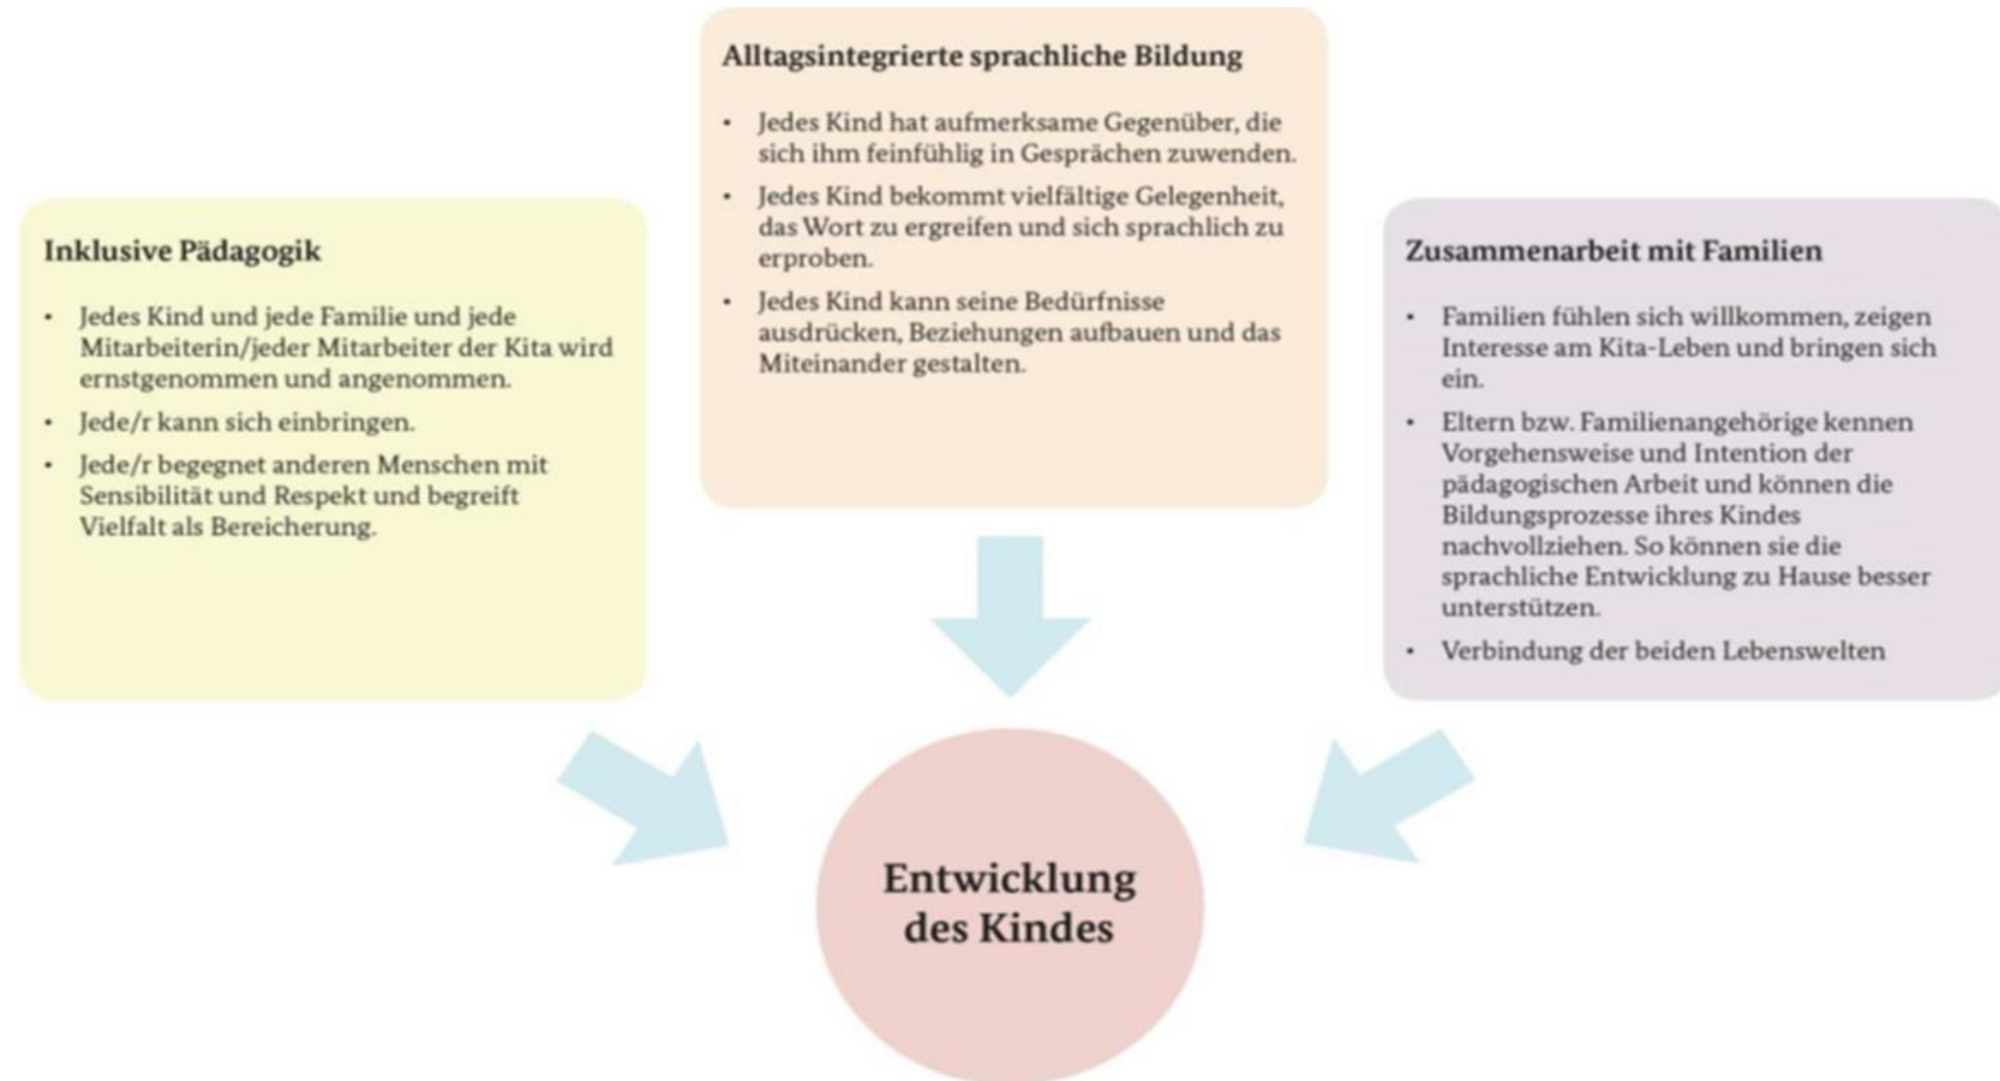 Alltagsintegrierte sprachliche Bildung
• Jedes Kind hat aufmerksame Gegenüber, die
sich ihm feinfühlig in Gesprächen zuwenden.
• Jedes Kind bekommt vielfältige Gelegenheit,
das Wort zu ergreifen und sich sprachlich zu
erproben.
• Jedes Kind kann seine Bedürfnisse
ausdrücken, Beziehungen aufbauen und das
Miteinander gestalten.
Inklusive Pädagogik
• Jedes Kind und jede Familie und jede
Mitarbeiterin/jeder Mitarbeiter der Kita wird
ernstgenommen und angenommen.
• Jede/r kann sich einbringen.
• Jede/r begegnet anderen Menschen mit
Sensibilität und Respekt und begreift
Vielfalt als Bereicherung.
Zusammenarbeit mit Familien
• Familien fühlen sich willkommen, zeigen
Interesse am Kita-Leben und bringen sich
ein.
• Eltern bzw. Familienangehörige kennen
Vorgehensweise und Intention der
pädagogischen Arbeit und können die
Bildungsprozesse ihres Kindes
nachvollziehen. So können sie die
sprachliche Entwicklung zu Hause besser
unterstützen.
• Verbindung der beiden Lebenswelten
Entwicklung
des Kindes